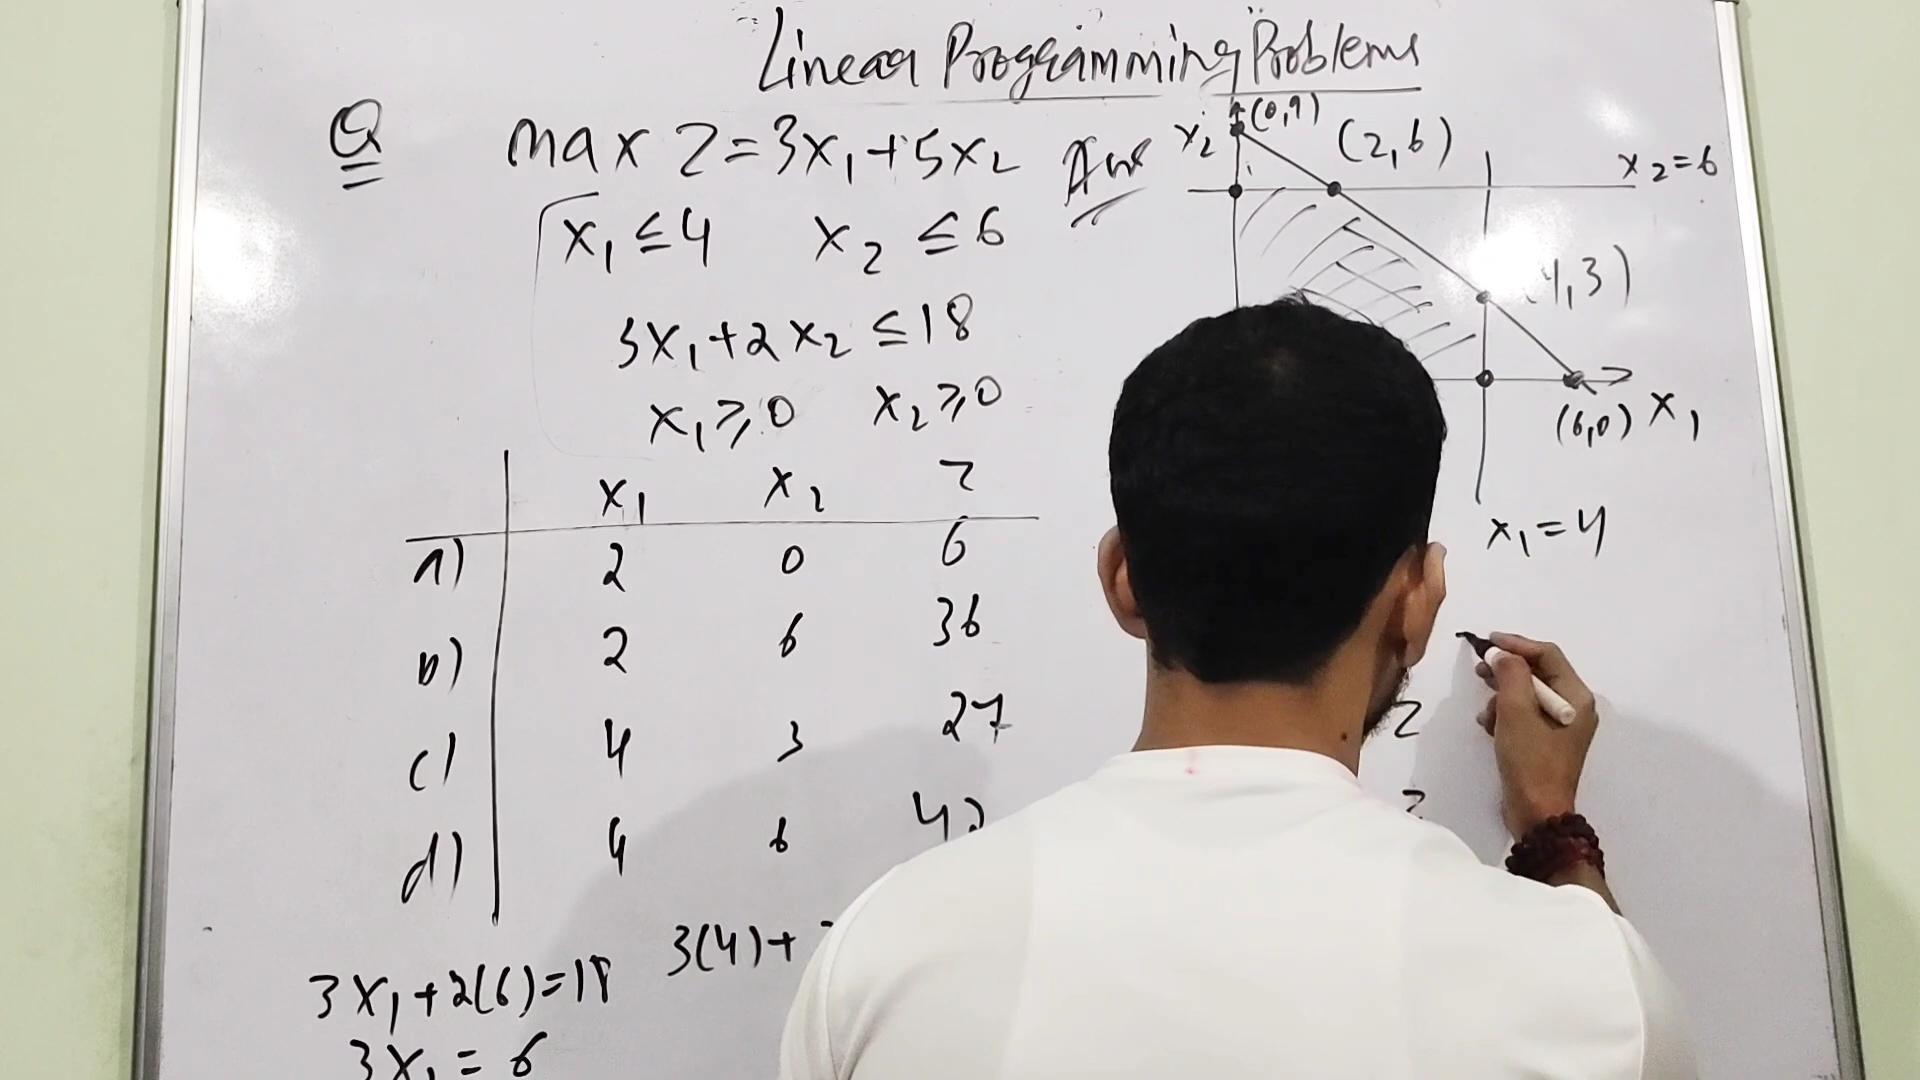 Linear Programming Problems
Q max Z=3x₁+5x₂ Ans
x₁≤4 x₂≤6
3x₁+2x₂≤18
x₁≥0 x₂≥0
x₁ x₂ Z
a) 2 0 6
b) 2 6 36
c) 4 3 27
d) 4 6 42
3x₁+2(6)=18 3(4)+
3x₁=6
x₂ (0,9) (2,6) x₂=6
4,3)
(6,0) x₁
x₁=4